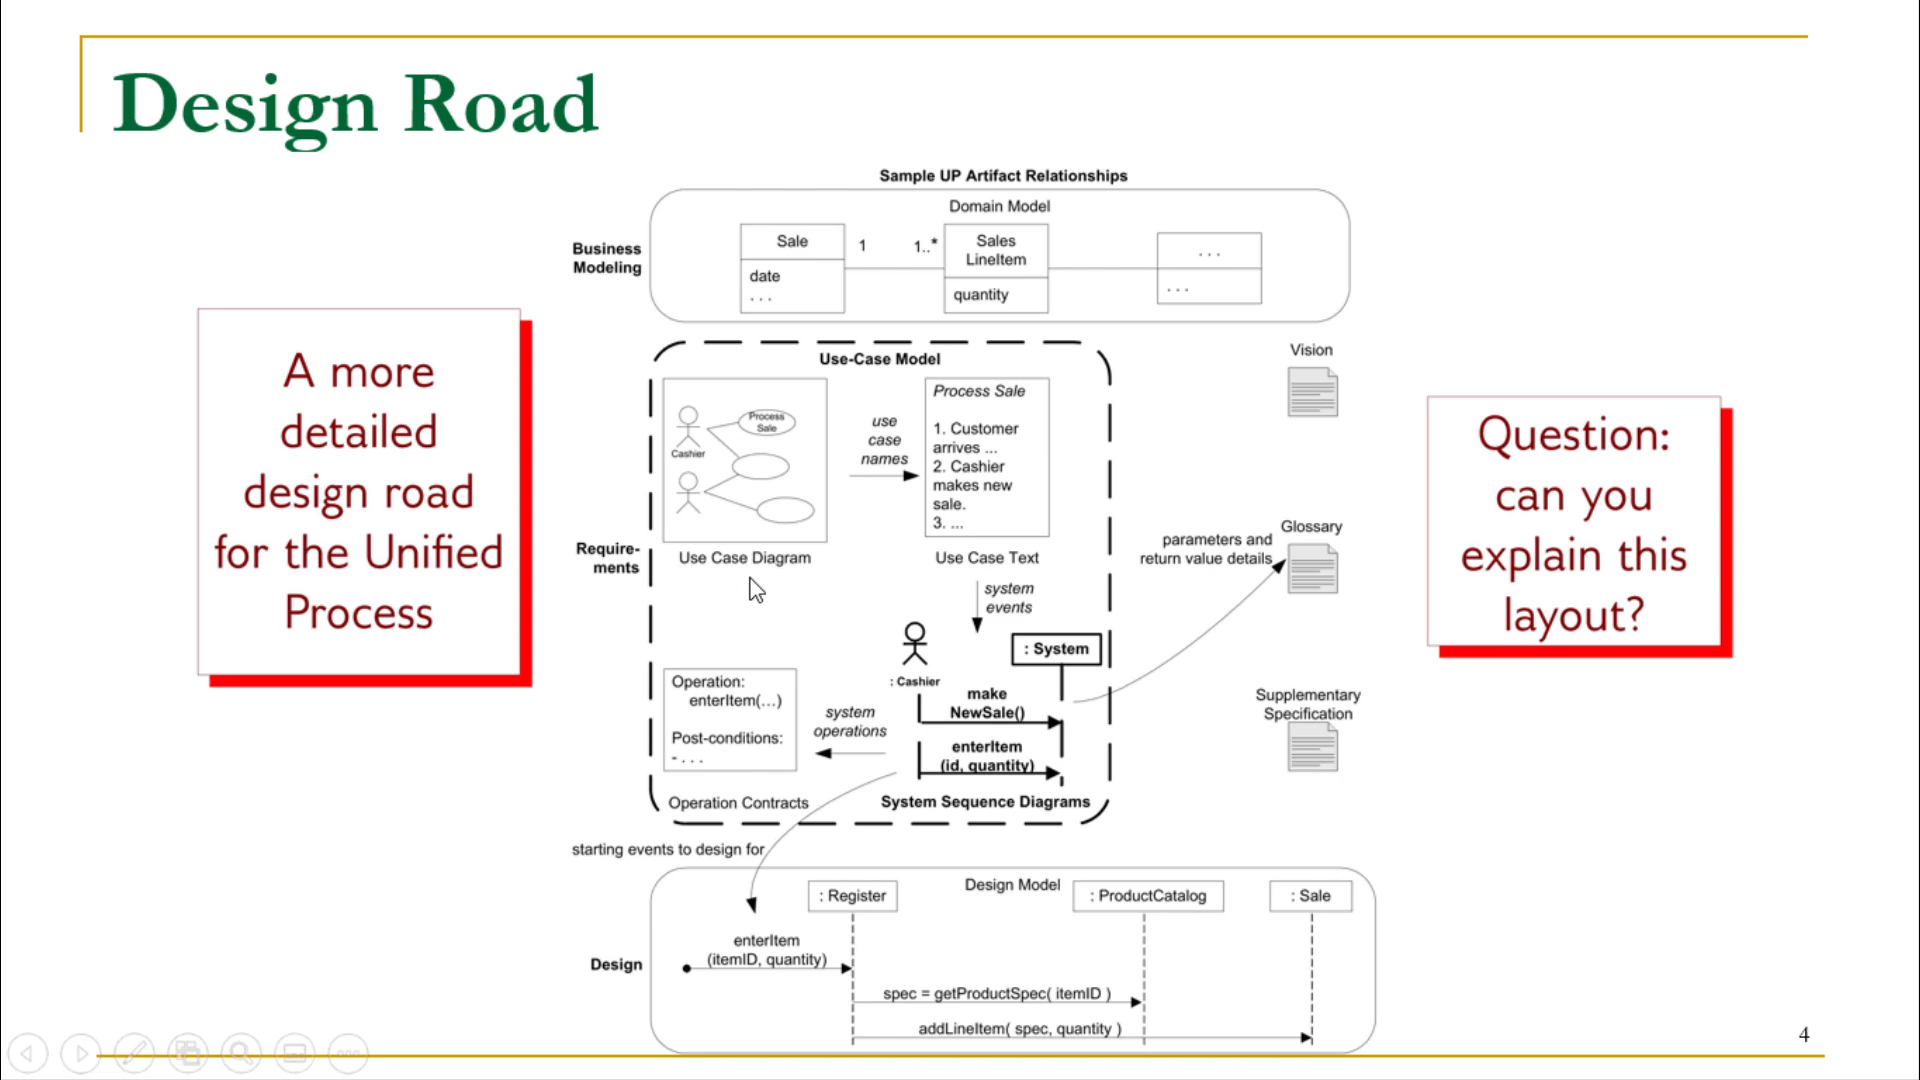 Design Road
A more
detailed
design road
for the Unified
Process
Sample UP Artifact Relationships
Domain Model
Business
Modeling
Sale
date
. . .
1
1..*
Sales
LineItem
quantity
. . .
. . .
Use-Case Model
Process
Sale
Cashier
use
case
names
Process Sale
1. Customer
arrives ...
2. Cashier
makes new
sale.
3. ...
Require-
ments
Use Case Diagram
Use Case Text
system
events
: Cashier
: System
make
NewSale()
enterItem
(id, quantity)
system
operations
Operation:
enterItem(…)
Post-conditions:
- . . .
Operation Contracts
System Sequence Diagrams
Vision
Glossary
parameters and
return value details
Supplementary
Specification
starting events to design for
Design Model
Design
: Register
: ProductCatalog
: Sale
enterItem
(itemID, quantity)
spec = getProductSpec( itemID )
addLineItem( spec, quantity )
Question:
can you
explain this
layout?
4